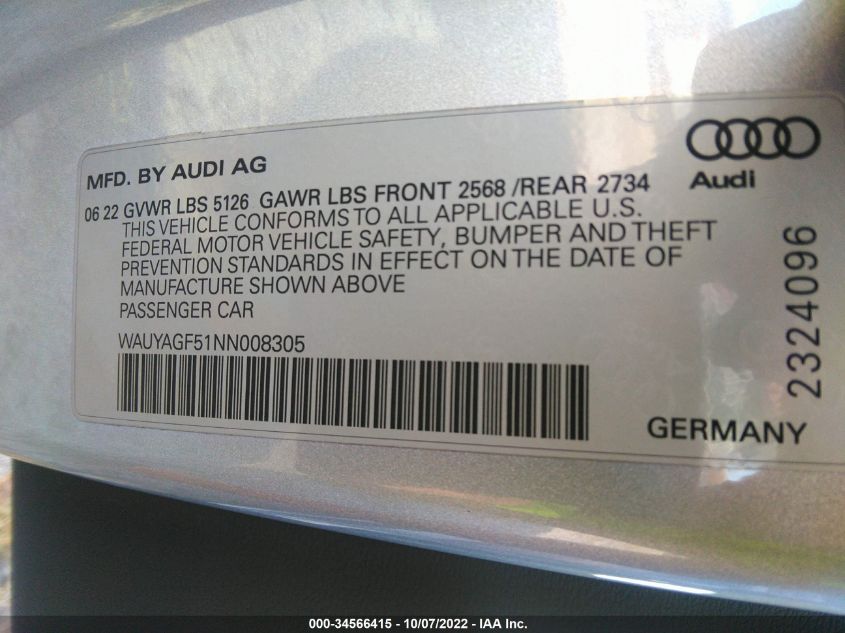 MFD. BY AUDI AG
Audi
06 22 GVWR LBS 5126 GAWR LBS FRONT 2568 /REAR 2734
THIS VEHICLE CONFORMS TO ALL APPLICABLE U.S.
FEDERAL MOTOR VEHICLE SAFETY, BUMPER AND THEFT
PREVENTION STANDARDS IN EFFECT ON THE DATE OF
MANUFACTURE SHOWN ABOVE
PASSENGER CAR
WAUYAGF51NN008305
2324096
GERMANY
000-34566415 - 10/07/2022 - IAA Inc.